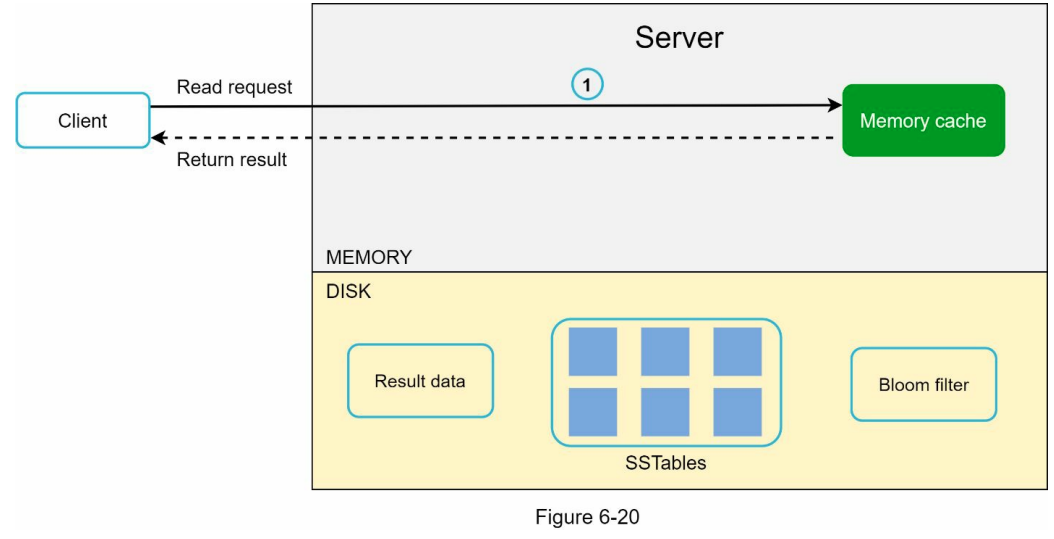 Server
Read request
1
Client
Memory cache
Return result
MEMORY
DISK
Result data
Bloom filter
SSTables
Figure 6-20